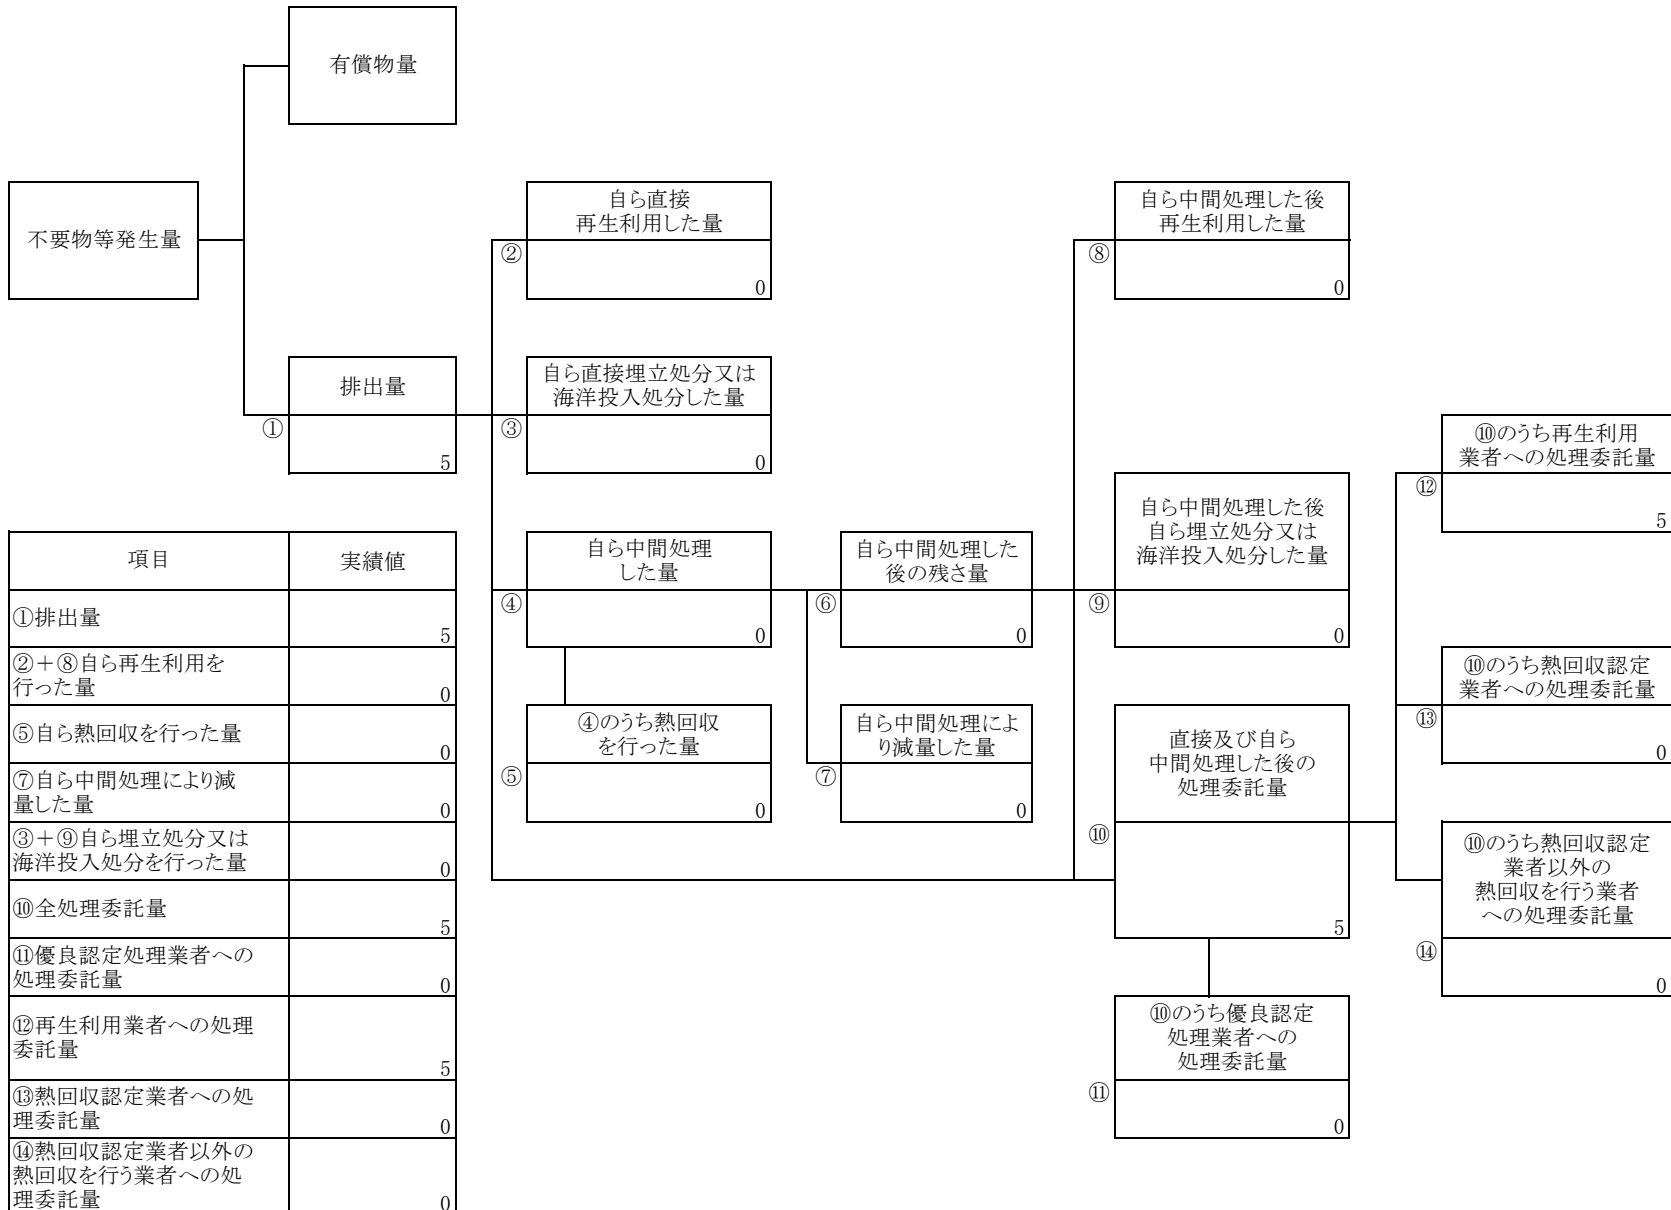 有償物量
不要物等発生量
自ら直接
再生利用した量
②
0
自ら中間処理した後
再生利用した量
⑧
0
排出量
①
5
自ら直接埋立処分又は
海洋投入処分した量
③
0
⑩のうち再生利用
業者への処理委託量
⑫
5
自ら中間処理した後
自ら埋立処分又は
海洋投入処分した量
⑨
0
自ら中間処理
した量
④
0
自ら中間処理した
後の残さ量
⑥
0
⑩のうち熱回収認定
業者への処理委託量
⑬
0
④のうち熱回収
を行った量
⑤
0
自ら中間処理によ
り減量した量
⑦
0
直接及び自ら
中間処理した後の
処理委託量
⑩
5
⑩のうち熱回収認定
業者以外の
熱回収を行う業者
への処理委託量
⑭
0
⑩のうち優良認定
処理業者への
処理委託量
⑪
0
項目 実績値
①排出量
5
②+⑧自ら再生利用を
行った量
0
⑤自ら熱回収を行った量
0
⑦自ら中間処理により減
量した量
0
③+⑨自ら埋立処分又は
海洋投入処分を行った量
0
⑩全処理委託量
5
⑪優良認定処理業者への
処理委託量
0
⑫再生利用業者への処理
委託量
5
⑬熱回収認定業者への処
理委託量
0
⑭熱回収認定業者以外の
熱回収を行う業者への処
理委託量
0